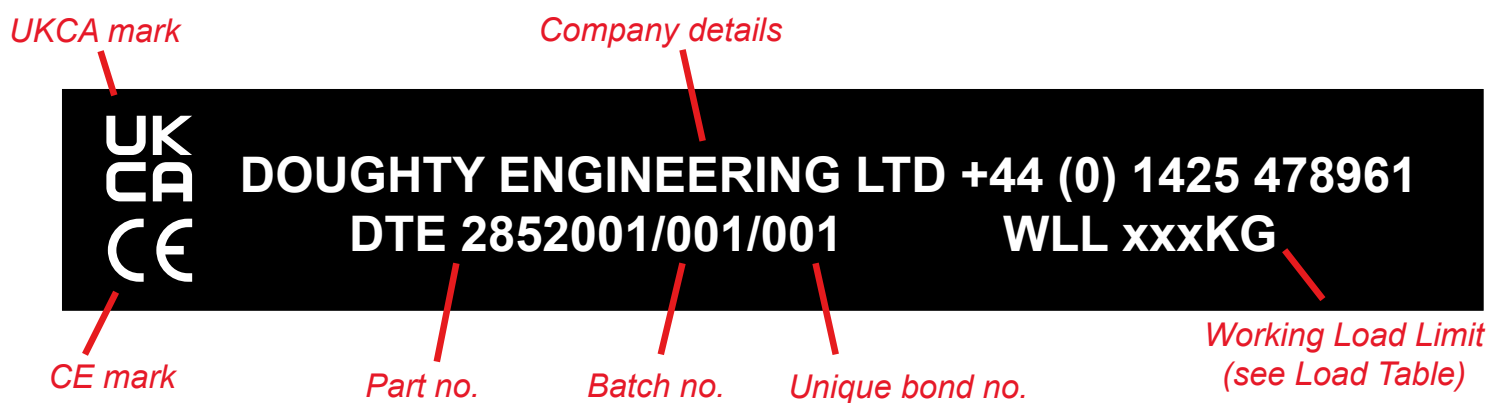 UKCA mark
Company details
UK
CA
CE
DOUGHTY ENGINEERING LTD +44 (0) 1425 478961
DTE 2852001/001/001 WLL xxxKG
CE mark
Part no.
Batch no.
Unique bond no.
Working Load Limit
(see Load Table)